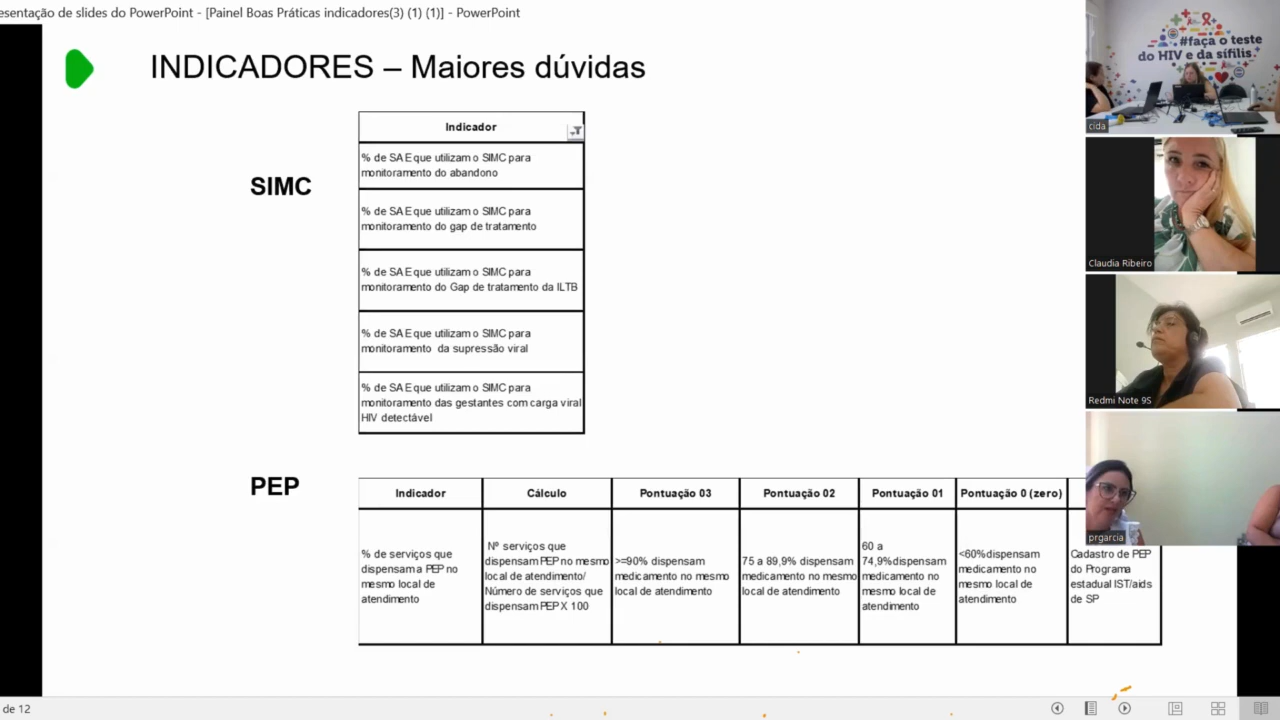 esentação de slides do PowerPoint - [Painel Boas Práticas indicadores(3) (1) (1)] - PowerPoint
INDICADORES – Maiores dúvidas
SIMC
Indicador
% de SAE que utilizam o SIMC para
monitoramento do abandono
% de SAE que utilizam o SIMC para
monitoramento do gap de tratamento
% de SAE que utilizam o SIMC para
monitoramento do Gap de tratamento da ILTB
% de SAE que utilizam o SIMC para
monitoramento da supressão viral
% de SAE que utilizam o SIMC para
monitoramento das gestantes com carga viral
HIV detectável
PEP
Indicador
Cálculo
Pontuação 03
Pontuação 02
Pontuação 01
Pontuação 0 (zero)
% de serviços que
dispensam a PEP no
mesmo local de
atendimento
Nº serviços que
dispensam PEP no mesmo
local de atendimento/
Número de serviços que
dispensam PEP X 100
>=90% dispensam
medicamento no mesmo
local de atendimento
75 a 89,9% dispensam
medicamento no mesmo
local de atendimento
60 a
74,9%dispensam
medicamento no
mesmo local de
atendimento
<60%dispensam
medicamento no
mesmo local de
atendimento
Cadastro de PEP
do Programa
estadual IST/aids
de SP
#faça o teste
do HIV e da sífilis.
cida
Claudia Ribeiro
Redmi Note 9S
prgarcia
de 12